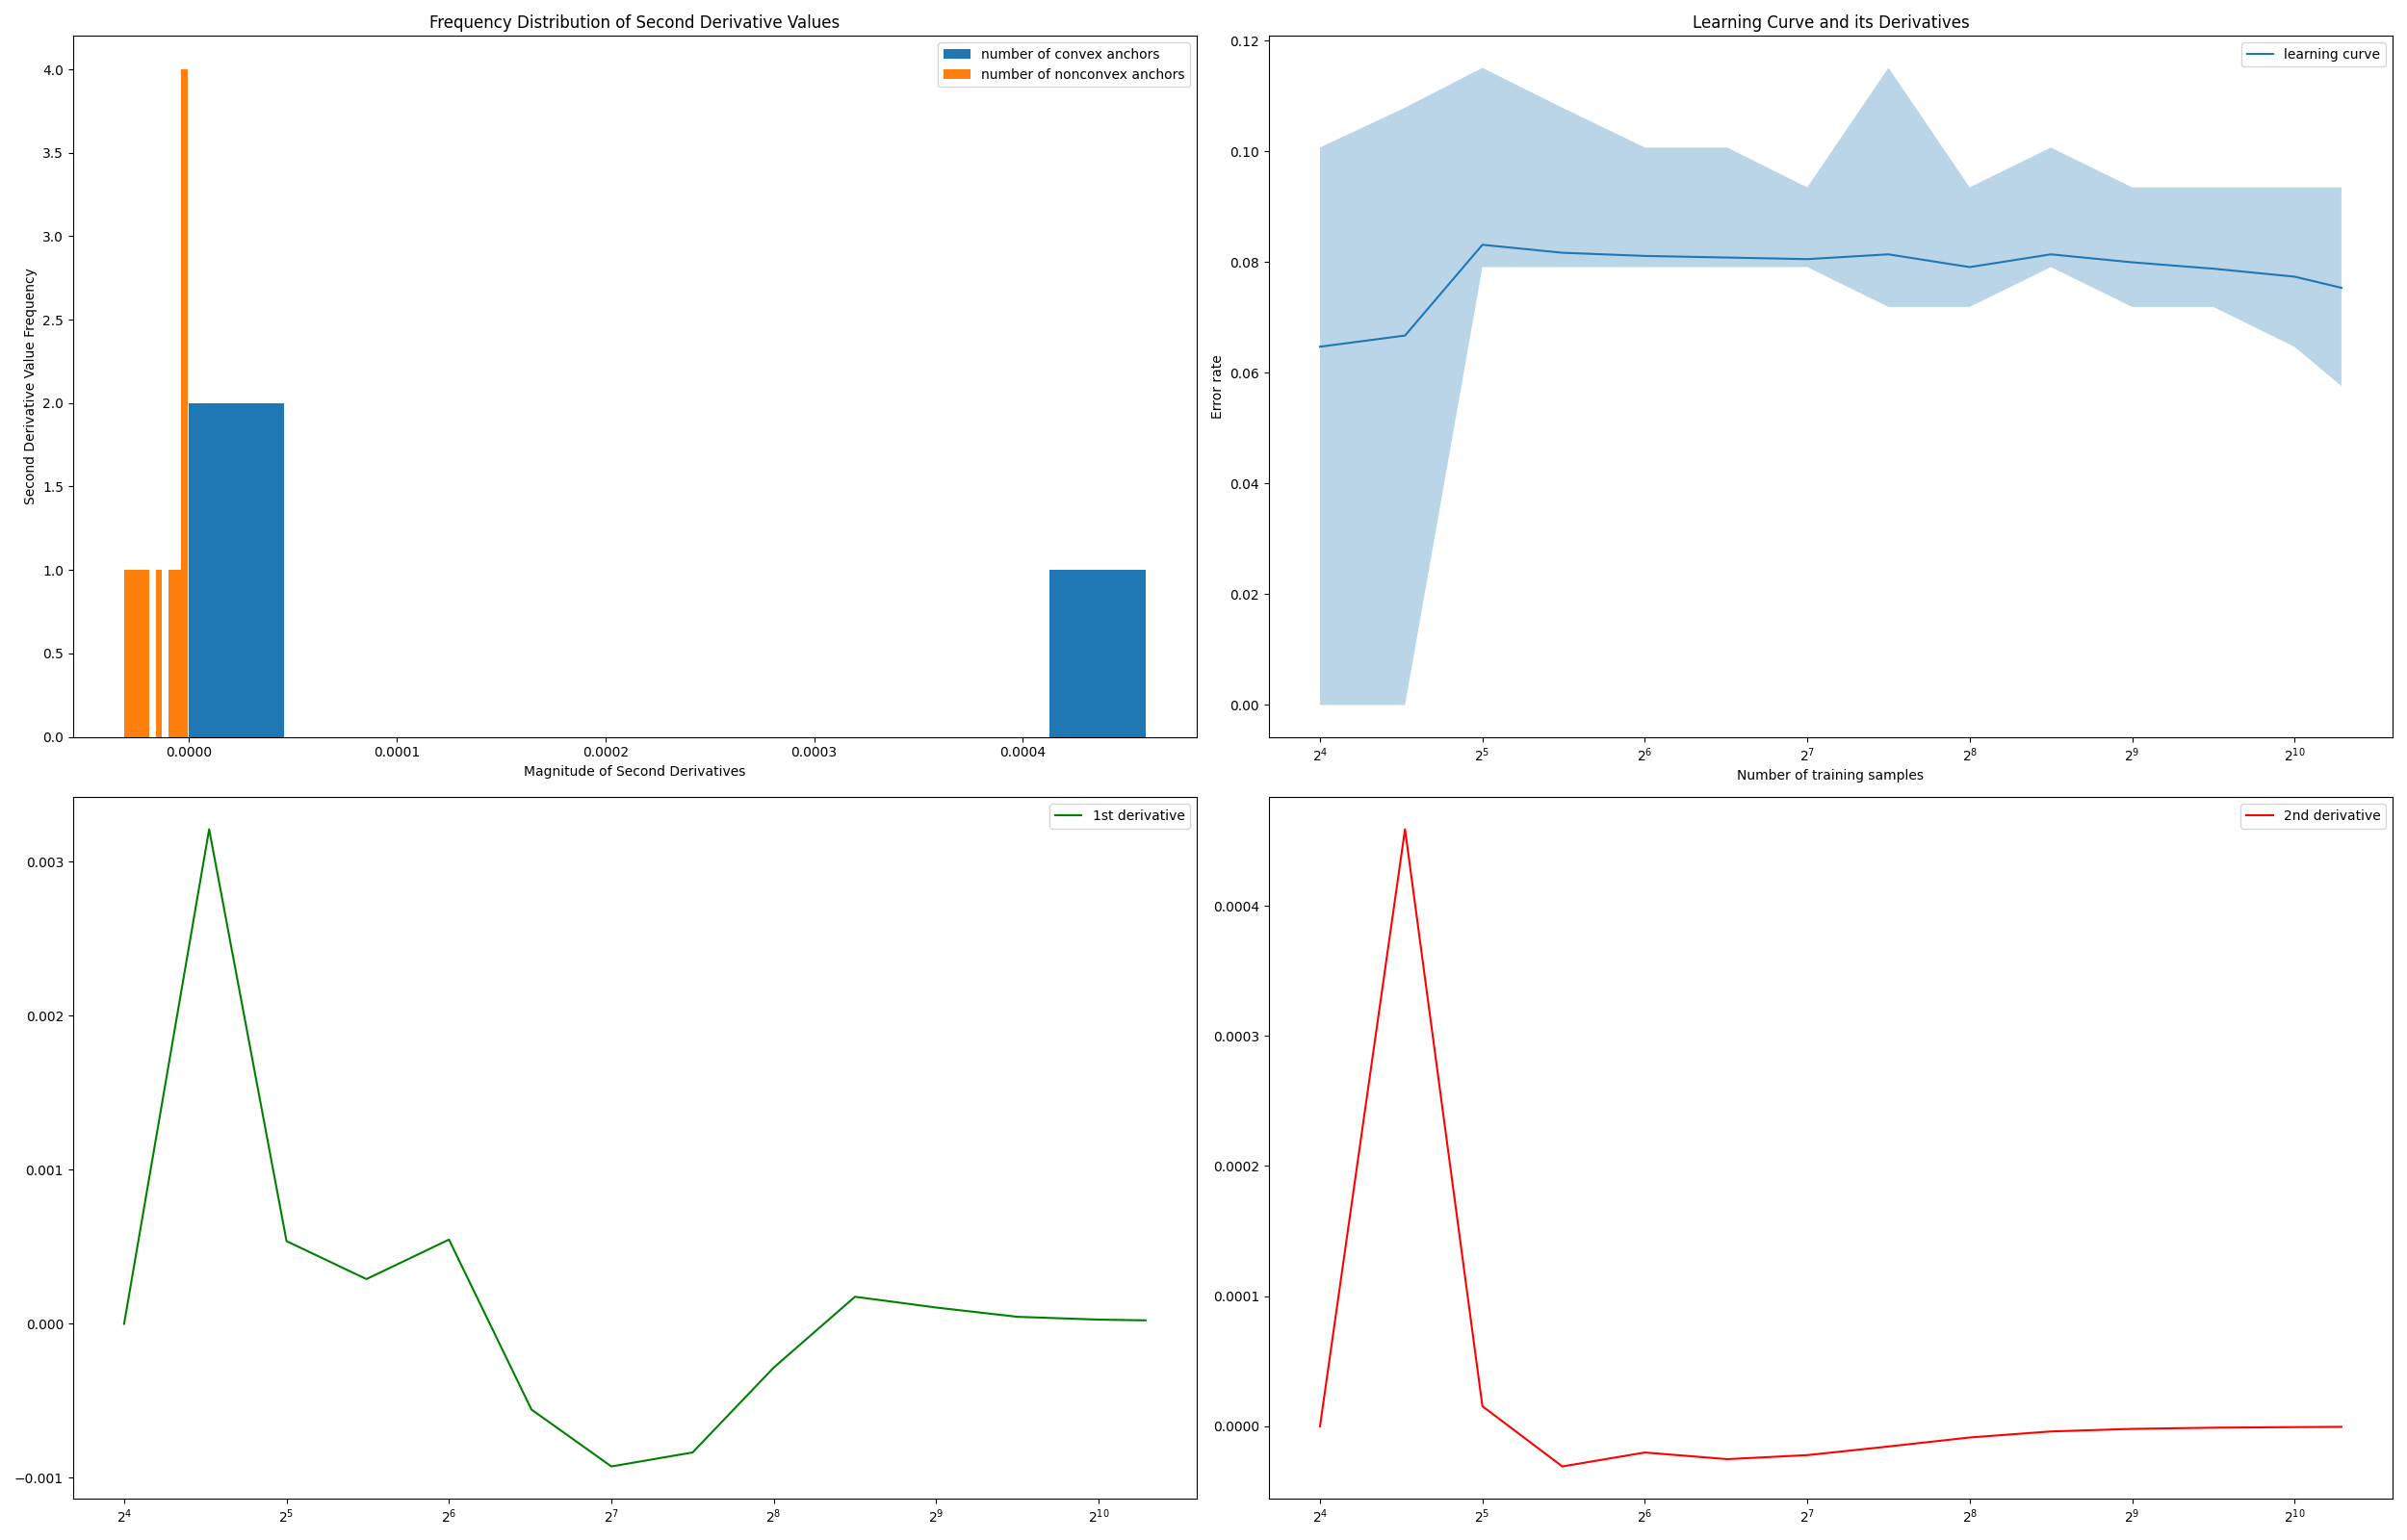 Frequency Distribution of Second Derivative Values
number of convex anchors
number of nonconvex anchors
4.0
3.5
3.0
2.5
2.0
1.5
1.0
0.5
0.0
Second Derivative Value Frequency
0.0000 0.0001 0.0002 0.0003 0.0004
Magnitude of Second Derivatives
Learning Curve and its Derivatives
learning curve
0.12
0.10
0.08
0.06
0.04
0.02
0.00
Error rate
2^4 2^5 2^6 2^7 2^8 2^9 2^10
Number of training samples
1st derivative
0.003
0.002
0.001
0.000
−0.001
2^4 2^5 2^6 2^7 2^8 2^9 2^10
2nd derivative
0.0004
0.0003
0.0002
0.0001
0.0000
2^4 2^5 2^6 2^7 2^8 2^9 2^10